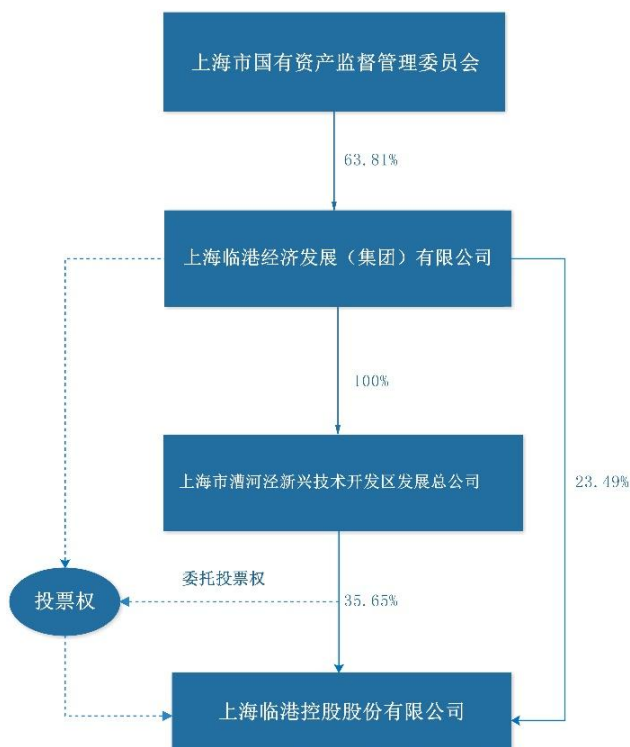 上海市国有资产监督管理委员会
63.81%
上海临港经济发展（集团）有限公司
100%
上海市漕河泾新兴技术开发区发展总公司
23.49%
委托投票权
投票权
35.65%
上海临港控股股份有限公司